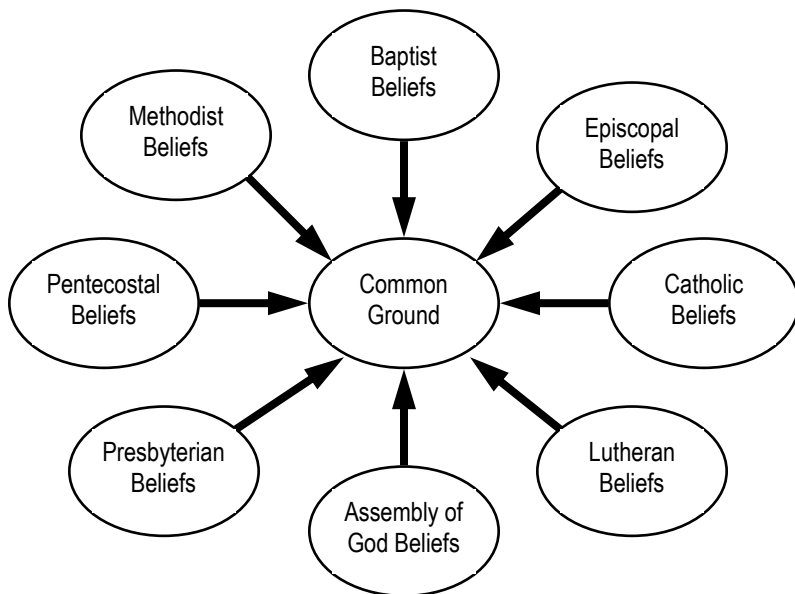 Baptist
Beliefs
Methodist
Beliefs
Episcopal
Beliefs
Pentecostal
Beliefs
Common
Ground
Catholic
Beliefs
Presbyterian
Beliefs
Lutheran
Beliefs
Assembly of
God Beliefs